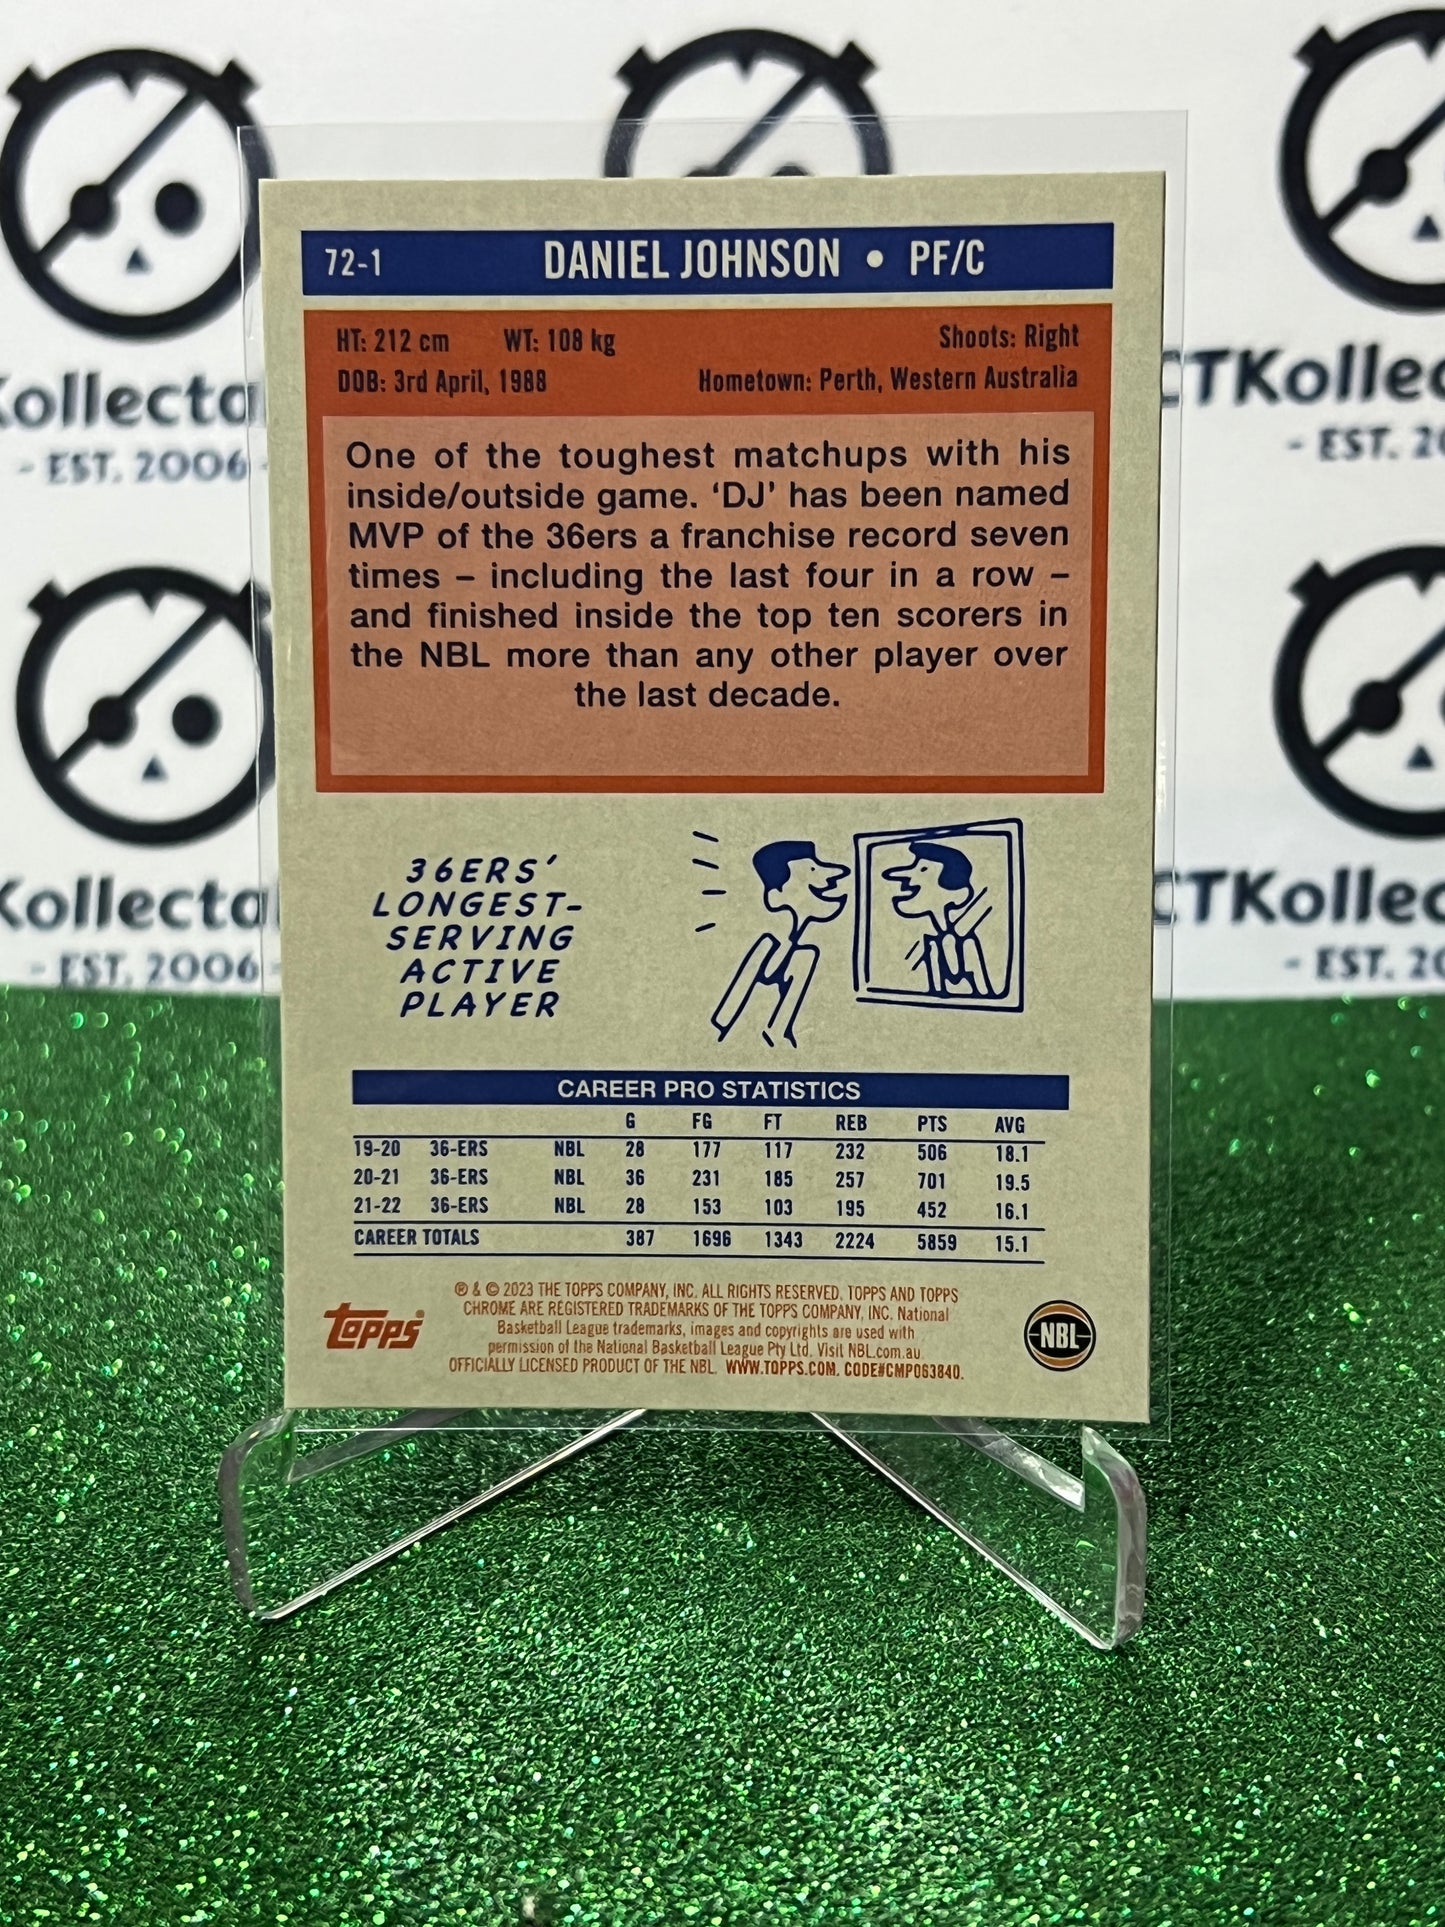 72-1 DANIEL JOHNSON • PF/C
HT: 212 cm WT: 108 kg Shoots: Right
DOB: 3rd April, 1988 Hometown: Perth, Western Australia
One of the toughest matchups with his
inside/outside game. ‘DJ’ has been named
MVP of the 36ers a franchise record seven
times – including the last four in a row –
and finished inside the top ten scorers in
the NBL more than any other player over
the last decade.
36ERS’
LONGEST-
SERVING
ACTIVE
PLAYER
CAREER PRO STATISTICS
G FG FT REB PTS AVG
19-20 36-ERS NBL 28 177 117 232 506 18.1
20-21 36-ERS NBL 36 231 185 257 701 19.5
21-22 36-ERS NBL 28 153 103 195 452 16.1
CAREER TOTALS 387 1696 1343 2224 5859 15.1
® & © 2023 THE TOPPS COMPANY, INC. ALL RIGHTS RESERVED. TOPPS AND TOPPS
CHROME ARE REGISTERED TRADEMARKS OF THE TOPPS COMPANY, INC. National
Basketball League trademarks, images and copyrights are used with
permission of the National Basketball League Pty Ltd. Visit NBL.com.au.
OFFICIALLY LICENSED PRODUCT OF THE NBL. WWW.TOPPS.COM. CODE#CMP063840.
Topps®
NBL
Kollecta
- EST. 2006 -
CTKollec
- EST. 20
Kollecta
- EST. 2006 -
CTKollec
- EST. 20